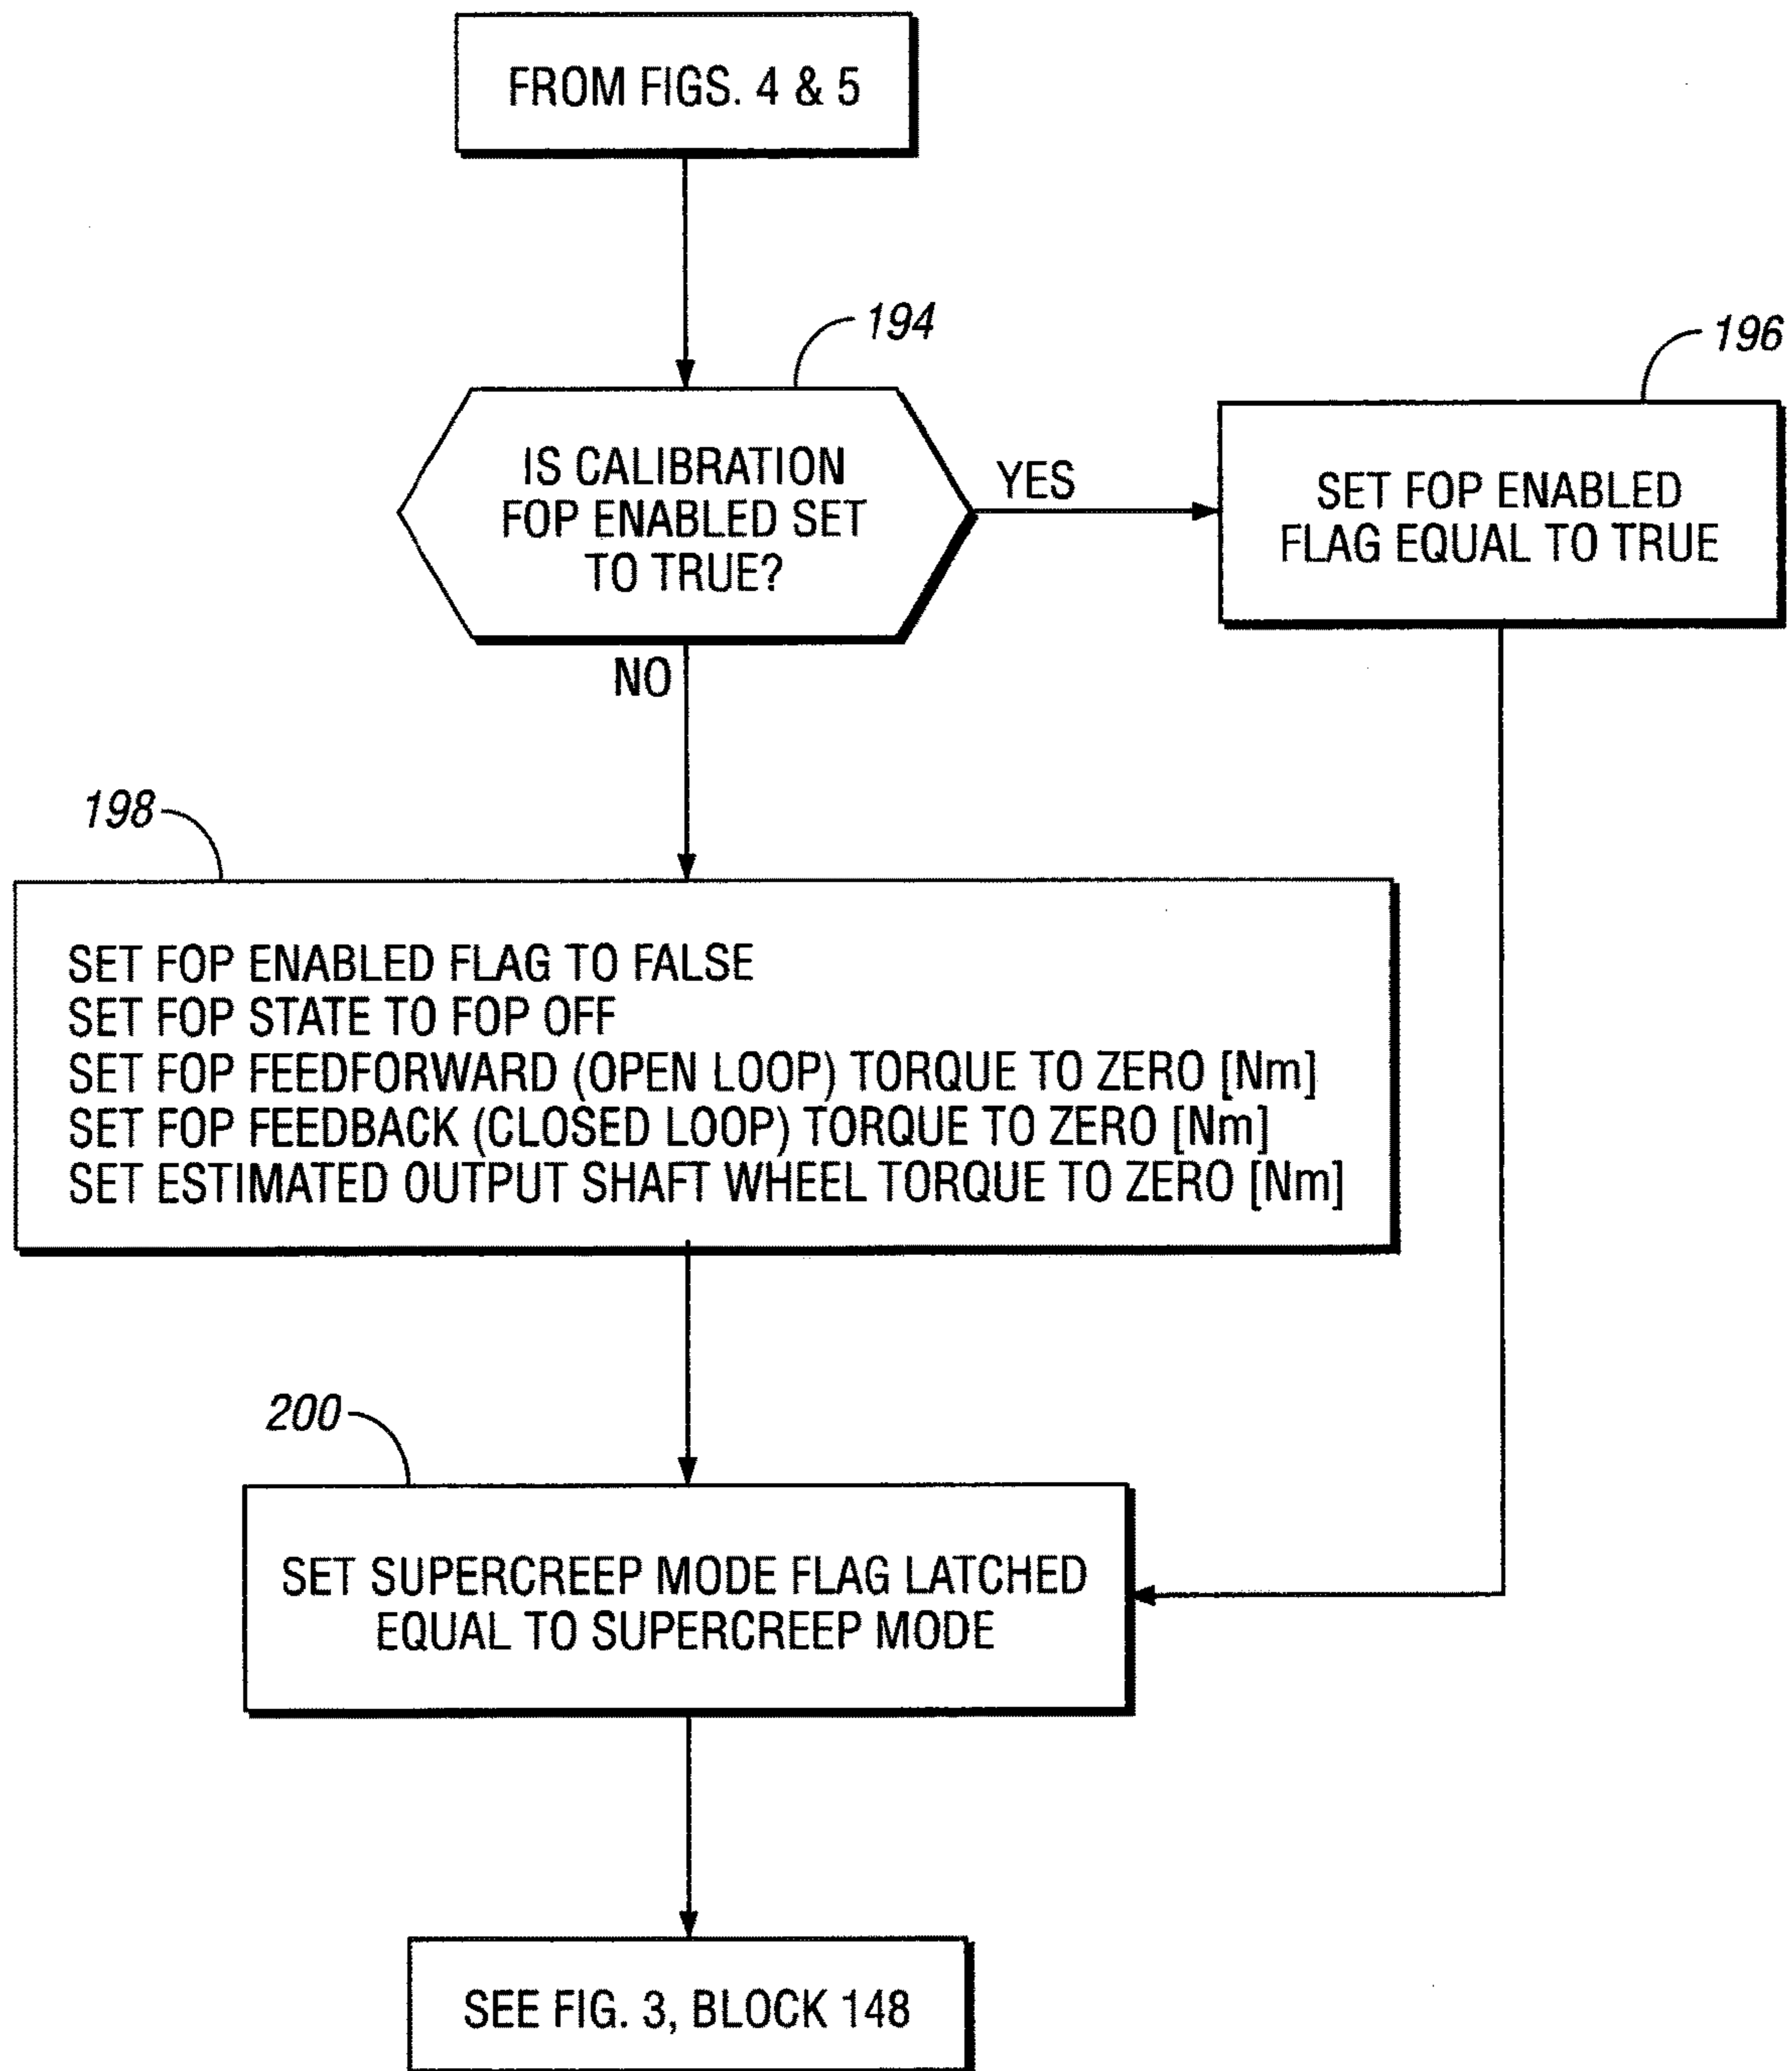 FROM FIGS. 4 & 5
194
196
IS CALIBRATION
FOP ENABLED SET
TO TRUE?
YES
SET FOP ENABLED
FLAG EQUAL TO TRUE
NO
198
SET FOP ENABLED FLAG TO FALSE
SET FOP STATE TO FOP OFF
SET FOP FEEDFORWARD (OPEN LOOP) TORQUE TO ZERO [Nm]
SET FOP FEEDBACK (CLOSED LOOP) TORQUE TO ZERO [Nm]
SET ESTIMATED OUTPUT SHAFT WHEEL TORQUE TO ZERO [Nm]
200
SET SUPERCREEP MODE FLAG LATCHED
EQUAL TO SUPERCREEP MODE
SEE FIG. 3, BLOCK 148